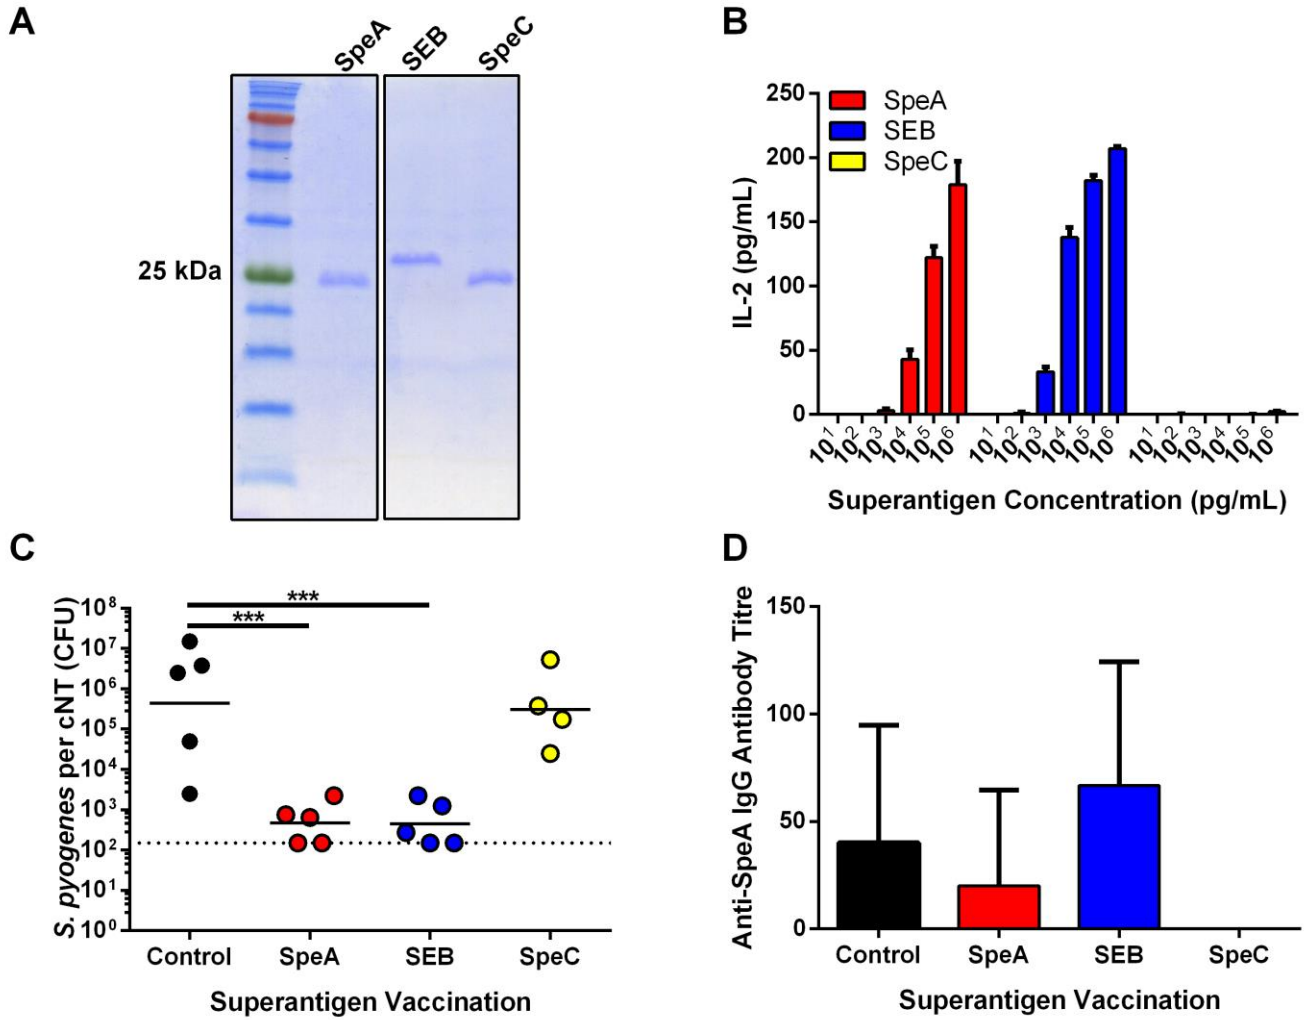 A
SpeA
SEB
SpeC
25 kDa
B
250
200
150
100
50
0
IL-2 (pg/mL)
SpeA
SEB
SpeC
10¹ 10² 10³ 10⁴ 10⁵ 10⁶ 10¹ 10² 10³ 10⁴ 10⁵ 10⁶ 10¹ 10² 10³ 10⁴ 10⁵ 10⁶
Superantigen Concentration (pg/mL)
C
S. pyogenes per cNT (CFU)
10⁸
10⁷
10⁶
10⁵
10⁴
10³
10²
10¹
10⁰
***
***
Control SpeA SEB SpeC
Superantigen Vaccination
D
Anti-SpeA IgG Antibody Titre
150
100
50
0
Control SpeA SEB SpeC
Superantigen Vaccination